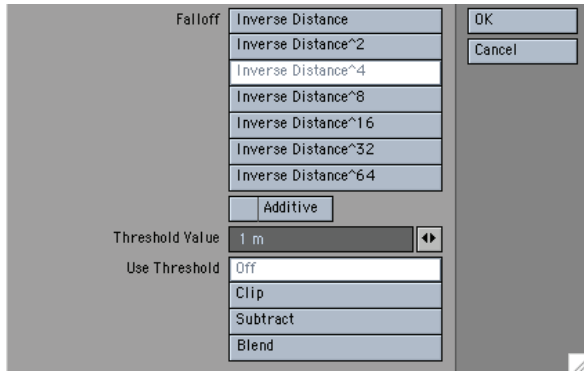 Falloff Inverse Distance OK
Inverse Distance^2 Cancel
Inverse Distance^4
Inverse Distance^8
Inverse Distance^16
Inverse Distance^32
Inverse Distance^64
Additive
Threshold Value 1 m
Use Threshold Off
Clip
Subtract
Blend